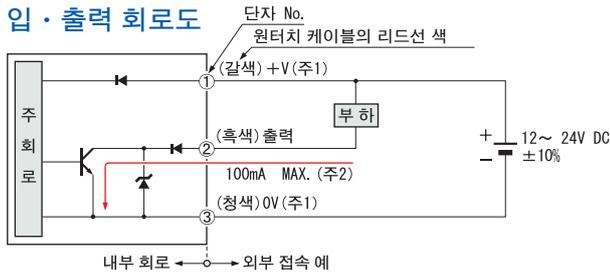 입 · 출력 회로도
단자 No.
원터치 케이블의 리드선 색
(갈색)+V(주1)
①
주회로
부하
(흑색)출력
②
+
12~ 24V DC
±10%
−
100mA MAX.(주2)
(청색)0V(주1)
③
내부 회로
외부 접속 예